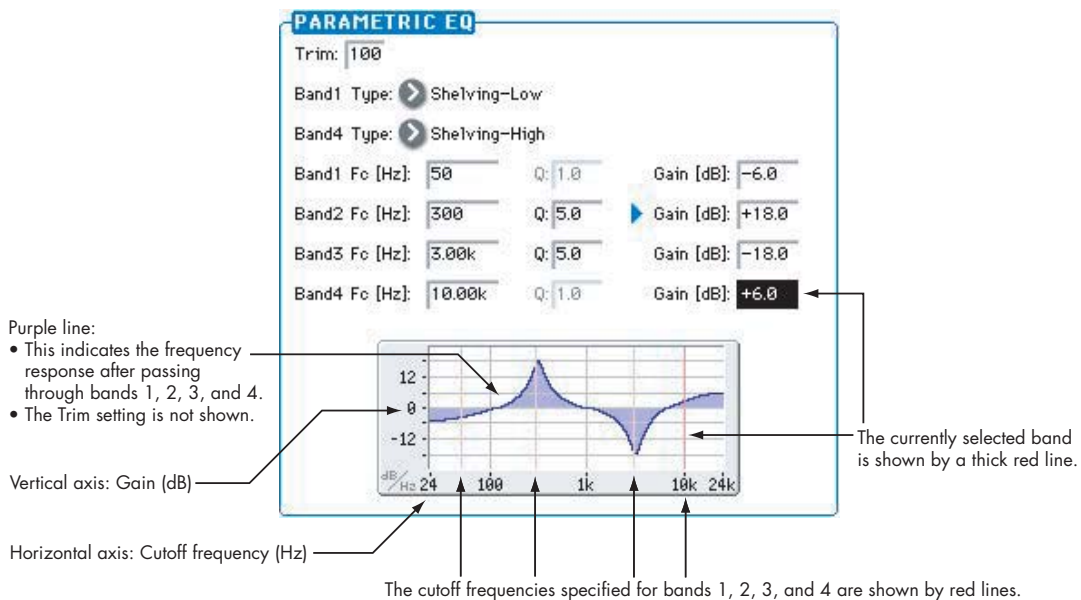 PARAMETRIC EQ
Trim: 100
Band1 Type: Shelving-Low
Band4 Type: Shelving-High
Band1 Fc [Hz]: 50 Q: 1.0 Gain [dB]: -6.0
Band2 Fc [Hz]: 300 Q: 5.0 Gain [dB]: +18.0
Band3 Fc [Hz]: 3.00k Q: 5.0 Gain [dB]: -18.0
Band4 Fc [Hz]: 10.00k Q: 1.0 Gain [dB]: +6.0
Purple line:
• This indicates the frequency
response after passing
through bands 1, 2, 3, and 4.
• The Trim setting is not shown.
12
0
-12
dB/Hz 24 100 1k 10k 24k
The currently selected band
is shown by a thick red line.
Vertical axis: Gain (dB)
Horizontal axis: Cutoff frequency (Hz)
The cutoff frequencies specified for bands 1, 2, 3, and 4 are shown by red lines.